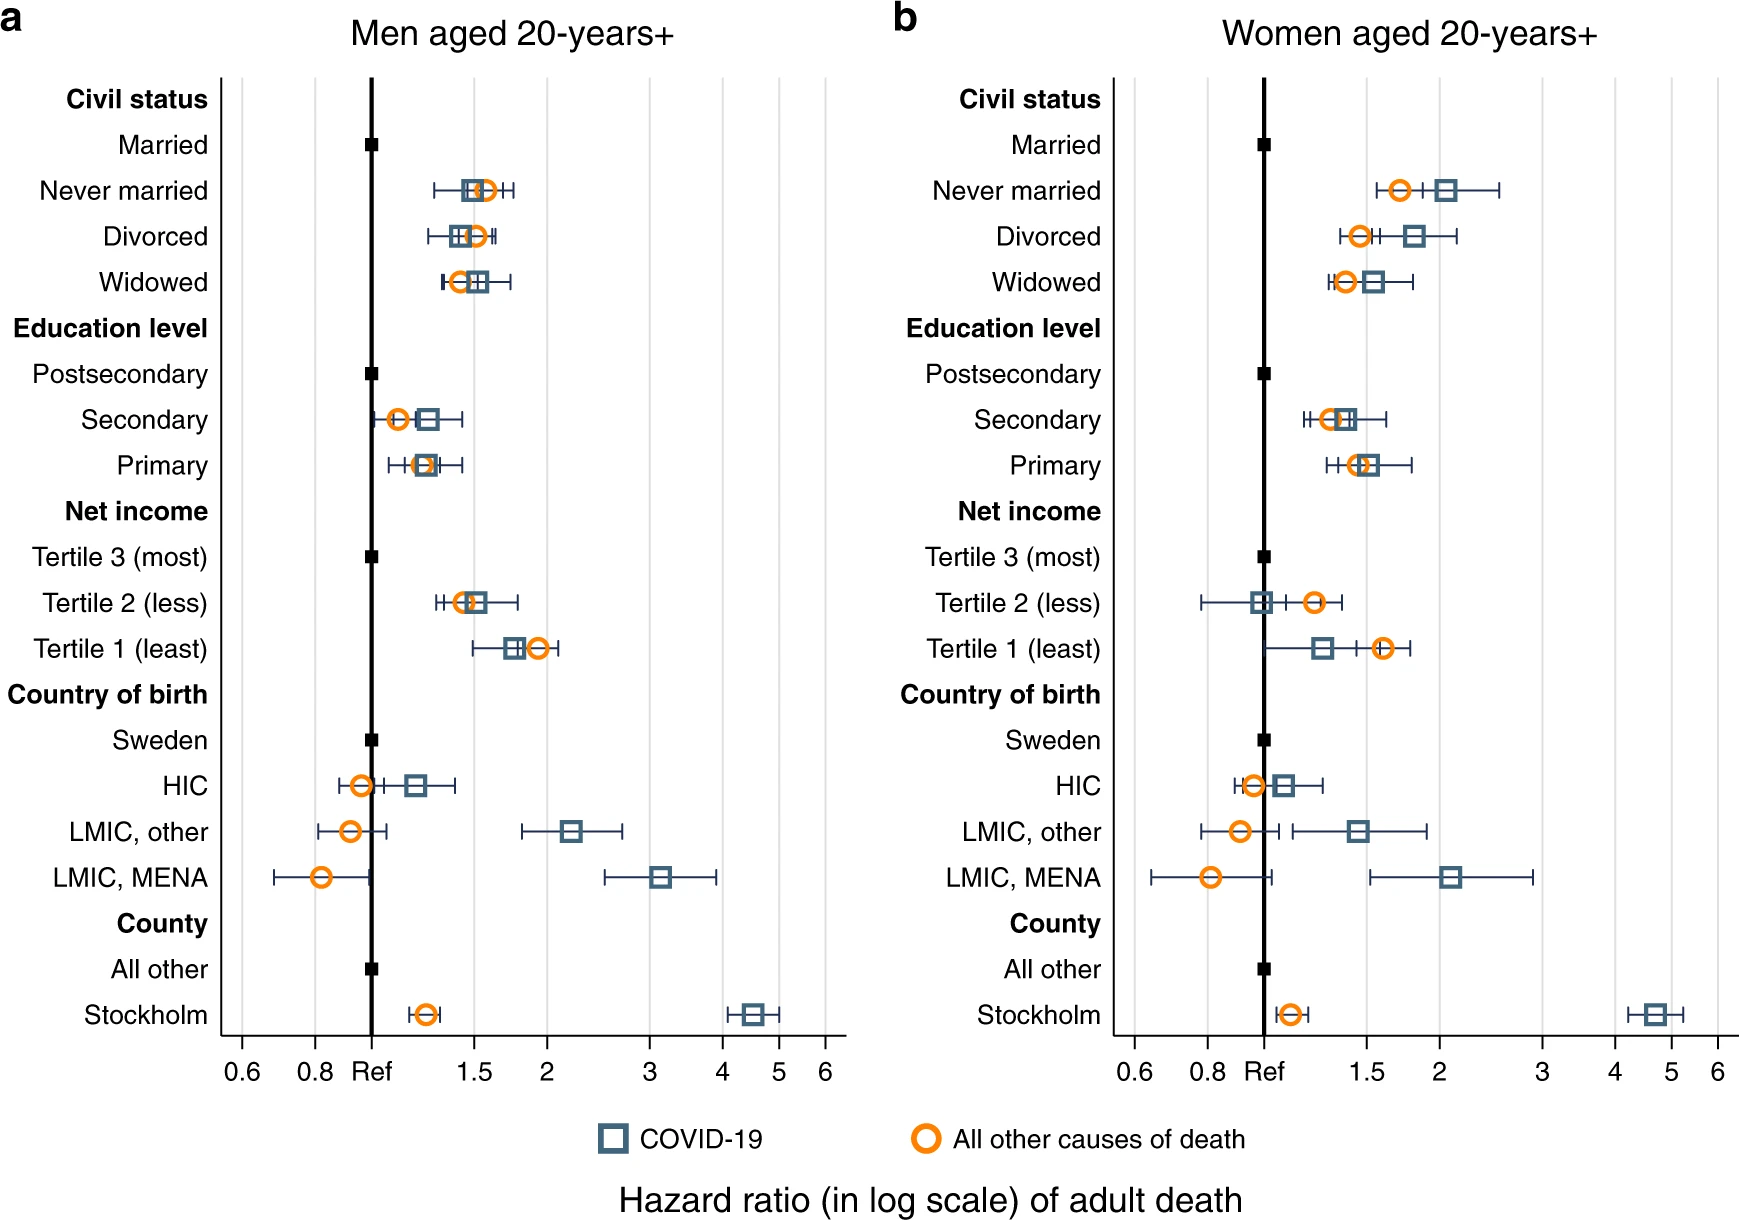 a
Men aged 20-years+
Civil status
Married
Never married
Divorced
Widowed
Education level
Postsecondary
Secondary
Primary
Net income
Tertile 3 (most)
Tertile 2 (less)
Tertile 1 (least)
Country of birth
Sweden
HIC
LMIC, other
LMIC, MENA
County
All other
Stockholm
0.6 0.8 Ref 1.5 2 3 4 5 6
b
Women aged 20-years+
Civil status
Married
Never married
Divorced
Widowed
Education level
Postsecondary
Secondary
Primary
Net income
Tertile 3 (most)
Tertile 2 (less)
Tertile 1 (least)
Country of birth
Sweden
HIC
LMIC, other
LMIC, MENA
County
All other
Stockholm
0.6 0.8 Ref 1.5 2 3 4 5 6
COVID-19 All other causes of death
Hazard ratio (in log scale) of adult death